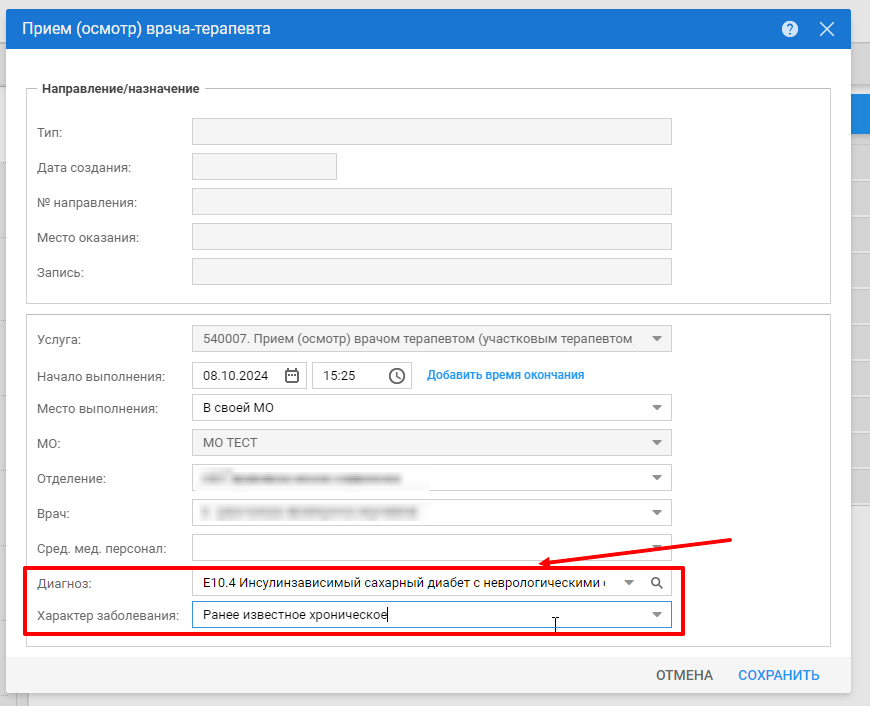 Прием (осмотр) врача-терапевта
Направление/назначение
Тип:
Дата создания:
№ направления:
Место оказания:
Запись:
Услуга: 540007. Прием (осмотр) врачом терапевтом (участковым терапевтом
Начало выполнения: 08.10.2024 15:25 Добавить время окончания
Место выполнения: В своей МО
МО: МО ТЕСТ
Отделение:
Врач:
Сред. мед. персонал:
Диагноз: E10.4 Инсулинзависимый сахарный диабет с неврологическими
Характер заболевания: Ранее известное хроническое
ОТМЕНА СОХРАНИТЬ